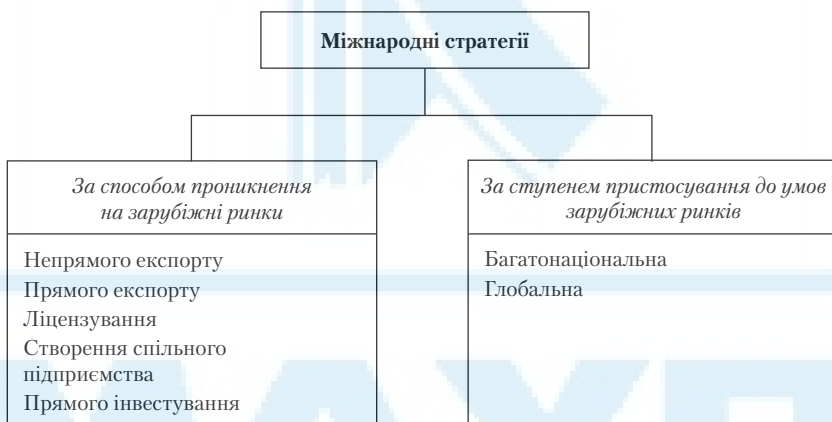 Міжнародні стратегії
За способом проникнення
на зарубіжні ринки
Непрямого експорту
Прямого експорту
Ліцензування
Створення спільного
підприємства
Прямого інвестування
За ступенем пристосування до умов
зарубіжних ринків
Багатонаціональна
Глобальна